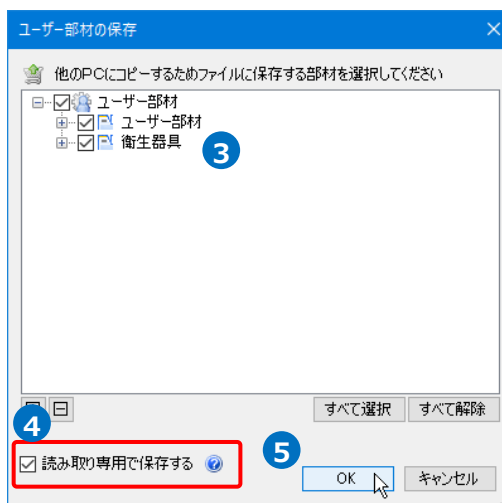 ユーザー部材の保存
他のPCにコピーするためファイルに保存する部材を選択してください
ユーザー部材
ユーザー部材
衛生器具
3
すべて選択 すべて解除
4
読み取り専用で保存する
5
OK キャンセル